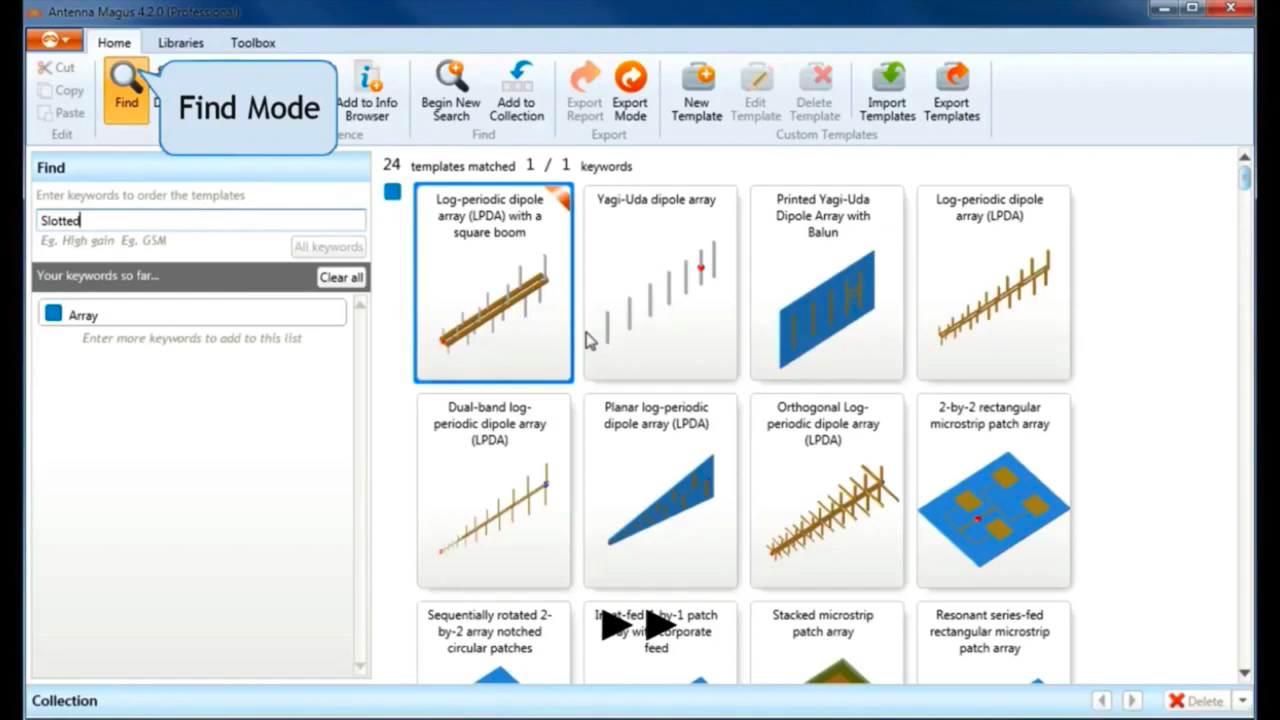 Antenna Magus 4.2.0 (Professional)
Home
Libraries
Toolbox
Cut
Copy
Paste
Edit
Find
Find Mode
Add to Info
Browser
ence
Begin New
Search
Add to
Collection
Find
Export
Report
Export
Mode
Export
New
Template
Edit
Template
Delete
Template
Import
Templates
Export
Templates
Custom Templates
Find
Enter keywords to order the templates
Slotted
Eg. High gain Eg. GSM
All keywords
Your keywords so far...
Clear all
Array
Enter more keywords to add to this list
24 templates matched 1 / 1 keywords
Log-periodic dipole
array (LPDA) with a
square boom
Yagi-Uda dipole array
Printed Yagi-Uda
Dipole Array with
Balun
Log-periodic dipole
array (LPDA)
Dual-band log-
periodic dipole array
(LPDA)
Planar log-periodic
dipole array (LPDA)
Orthogonal Log-
periodic dipole array
(LPDA)
2-by-2 rectangular
microstrip patch array
Sequentially rotated 2-
by-2 array notched
circular patches
patch
corporate
feed
Stacked microstrip
patch array
Resonant series-fed
rectangular microstrip
patch array
Collection
Delete